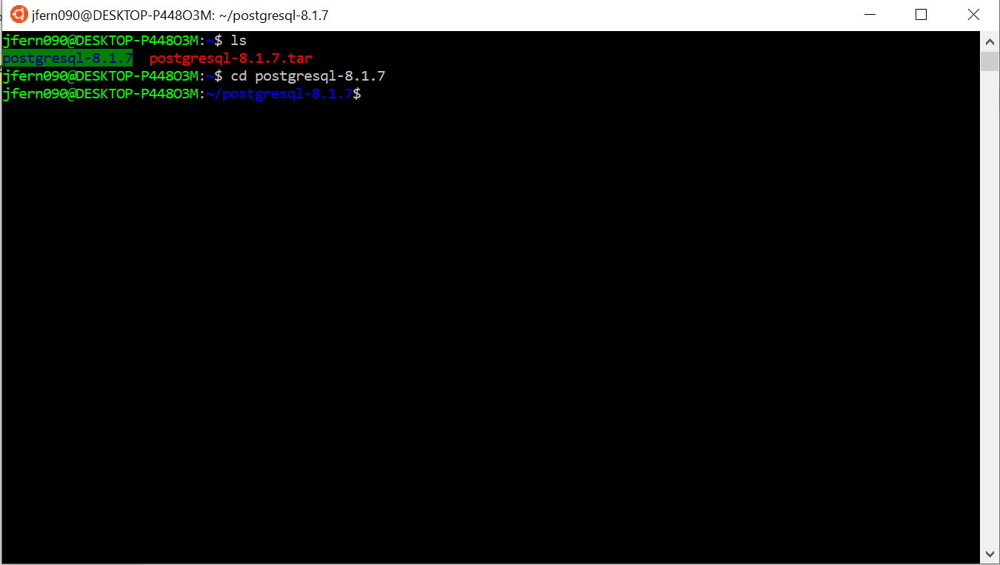 jfern090@DESKTOP-P448O3M: ~/postgresql-8.1.7
jfern090@DESKTOP-P448O3M:~$ ls
postgresql-8.1.7  postgresql-8.1.7.tar
jfern090@DESKTOP-P448O3M:~$ cd postgresql-8.1.7
jfern090@DESKTOP-P448O3M:~/postgresql-8.1.7$